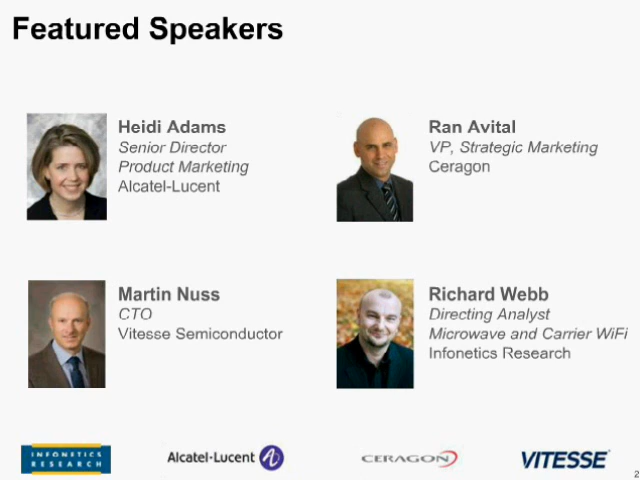 Featured Speakers
Heidi Adams
Senior Director
Product Marketing
Alcatel-Lucent
Ran Avital
VP, Strategic Marketing
Ceragon
Martin Nuss
CTO
Vitesse Semiconductor
Richard Webb
Directing Analyst
Microwave and Carrier WiFi
Infonetics Research
INFONETICS
RESEARCH
Alcatel-Lucent
CERAGON
VITESSE
2